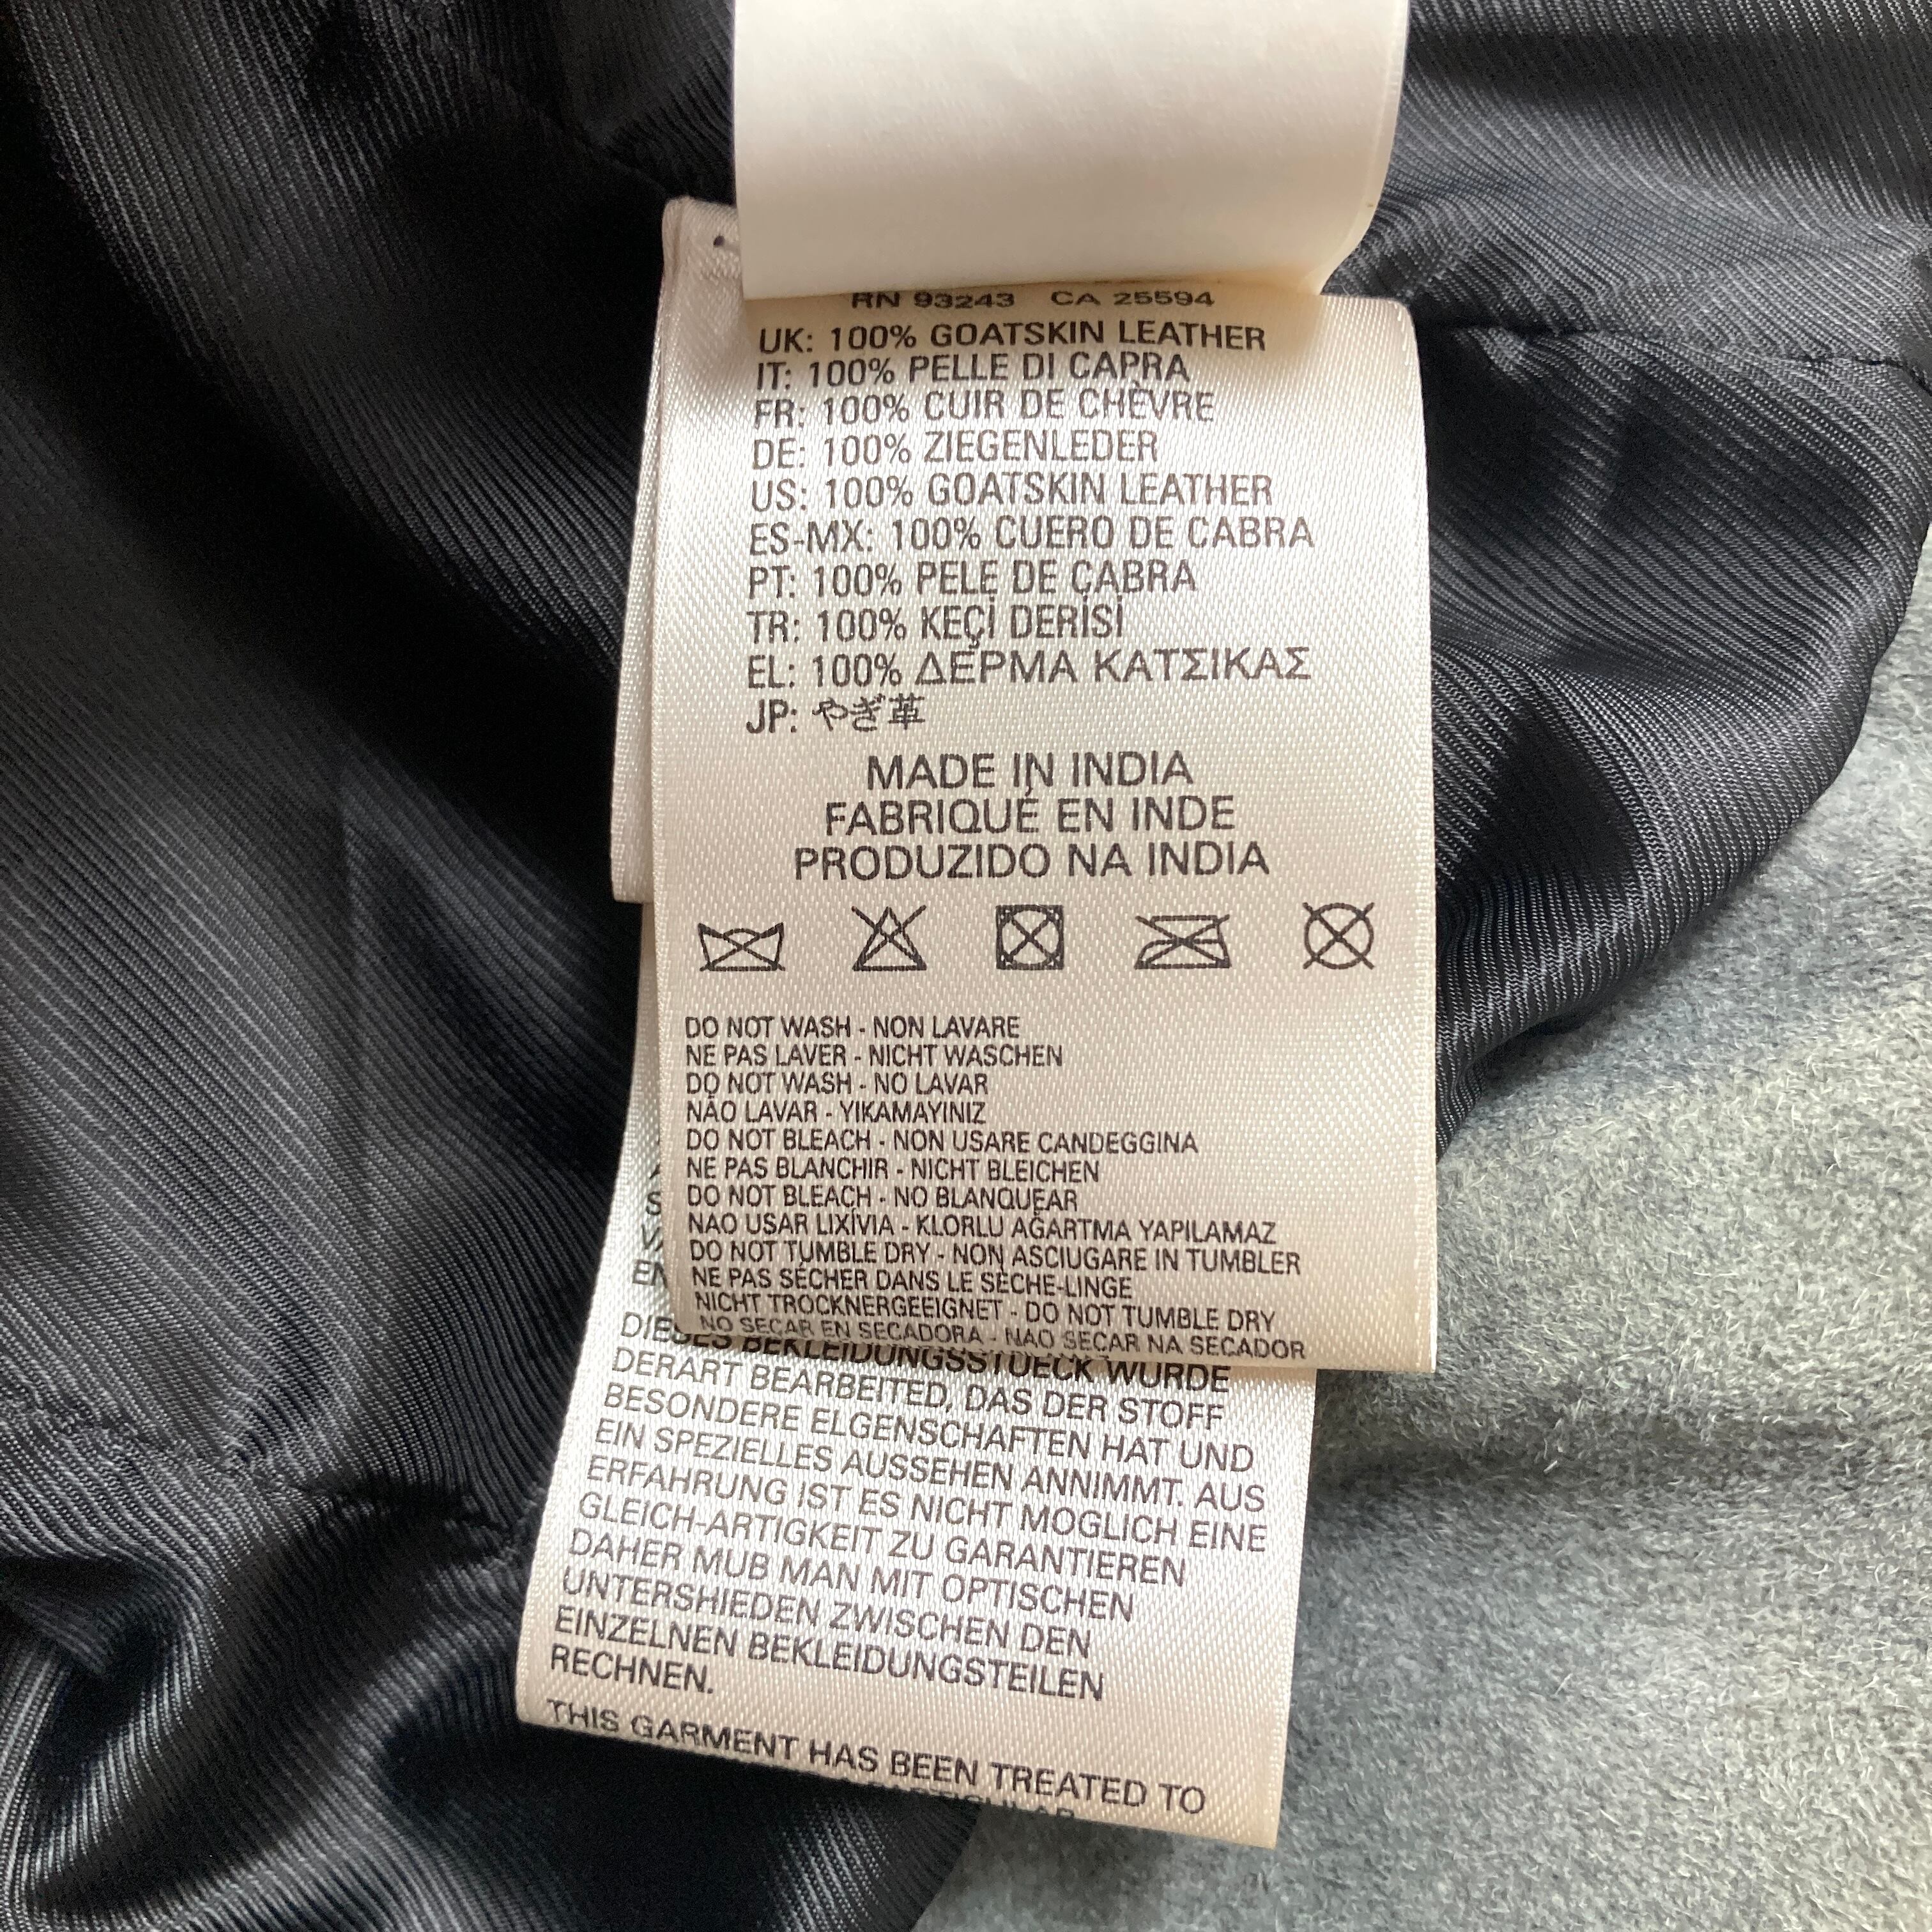 RN 93243 CA 25594
UK: 100% GOATSKIN LEATHER
IT: 100% PELLE DI CAPRA
FR: 100% CUIR DE CHÈVRE
DE: 100% ZIEGENLEDER
US: 100% GOATSKIN LEATHER
ES-MX: 100% CUERO DE CABRA
PT: 100% PELE DE CABRA
TR: 100% KEÇİ DERİSİ
EL: 100% ΔΕΡΜΑ ΚΑΤΣΙΚΑΣ
JP: やぎ革
MADE IN INDIA
FABRIQUÉ EN INDE
PRODUZIDO NA INDIA
DO NOT WASH - NON LAVARE
NE PAS LAVER - NICHT WASCHEN
DO NOT WASH - NO LAVAR
NÃO LAVAR - YIKAMAYINIZ
DO NOT BLEACH - NON USARE CANDEGGINA
NE PAS BLANCHIR - NICHT BLEICHEN
DO NOT BLEACH - NO BLANQUEAR
NAO USAR LIXÍVIA - KLORLU AĞARTMA YAPILAMAZ
DO NOT TUMBLE DRY - NON ASCIUGARE IN TUMBLER
NE PAS SÉCHER DANS LE SÈCHE-LINGE
NICHT TROCKNERGEEIGNET - DO NOT TUMBLE DRY
NO SECAR EN SECADORA - NAO SECAR NA SECADOR
DIESES BEKLEIDUNGSSTUECK WURDE
DERART BEARBEITED, DAS DER STOFF
BESONDERE ELGENSCHAFTEN HAT UND
EIN SPEZIELLES AUSSEHEN ANNIMMT. AUS
ERFAHRUNG IST ES NICHT MOGLICH EINE
GLEICH-ARTIGKEIT ZU GARANTIEREN
DAHER MUB MAN MIT OPTISCHEN
UNTERSHIEDEN ZWISCHEN DEN
EINZELNEN BEKLEIDUNGSTEILEN
RECHNEN.
THIS GARMENT HAS BEEN TREATED TO
PARTICULAR